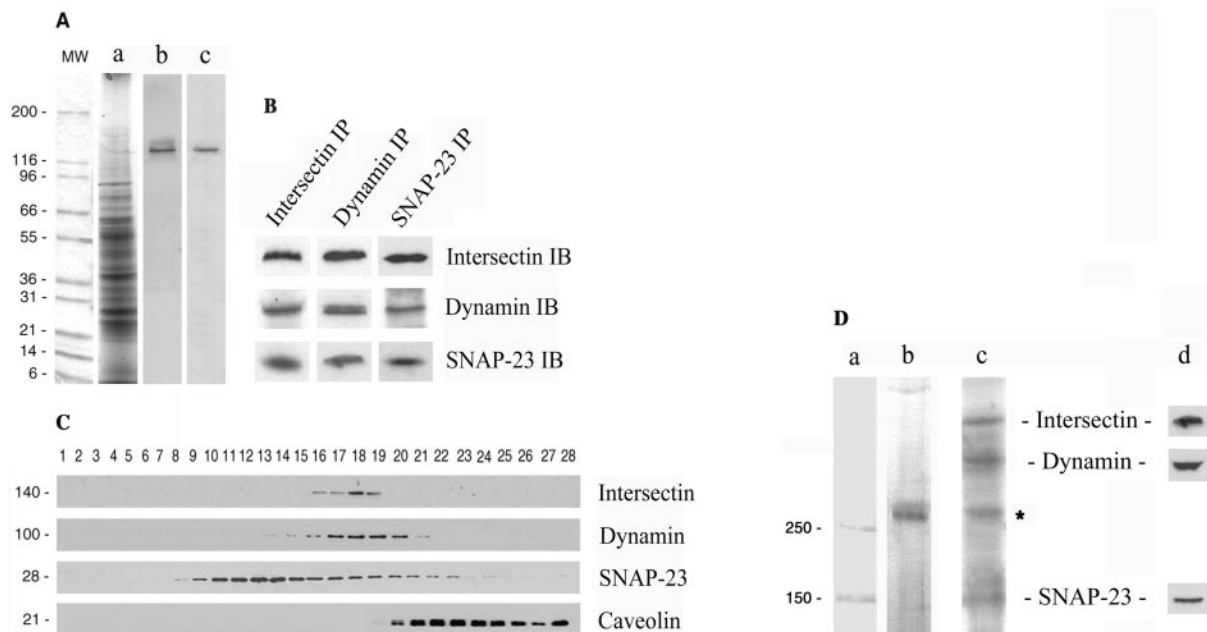 A
MW a b c
200 -
116 -
96 -
66 -
55 -
36 -
31 -
21 -
14 -
6 -
B
Intersectin IP
Dynamin IP
SNAP-23 IP
Intersectin IB
Dynamin IB
SNAP-23 IB
C
1 2 3 4 5 6 7 8 9 10 11 12 13 14 15 16 17 18 19 20 21 22 23 24 25 26 27 28
140 - Intersectin
100 - Dynamin
28 - SNAP-23
21 - Caveolin
D
a b c d
- Intersectin -
- Dynamin -
250 - *
150 - - SNAP-23 -